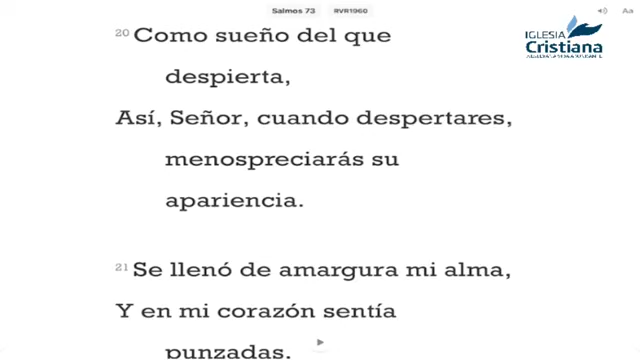 Salmos 73 RVR1960 Aa
IGLESIA
Cristiana
20 Como sueño del que
despierta,
Así, Señor, cuando despertares,
menospreciarás su
apariencia.
21 Se llenó de amargura mi alma,
Y en mi corazón sentía
punzadas.